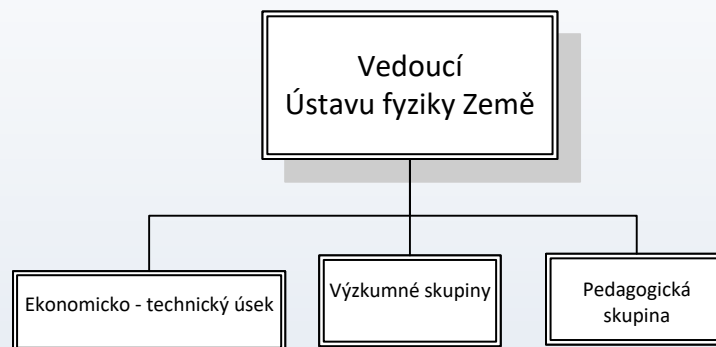 Vedoucí
Ústavu fyziky Země
Ekonomicko - technický úsek
Výzkumné skupiny
Pedagogická
skupina